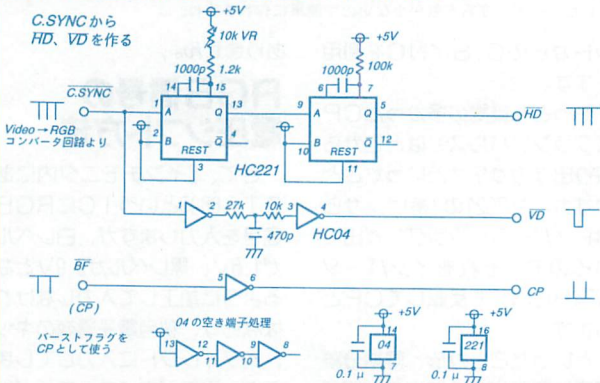 C.SYNCから
HD、VDを作る
+5V
10k VR
1.2k
1000p
14
15
+5V
100k
1000p
6
7
C.SYNC
Video→RGB
コンバータ回路より
1
A
Q
13
2
B
Q
4
REST
3
HC221
9
A
Q
5
10
B
Q
12
REST
11
HD
1
2
27k
10k
3
4
470p
HC04
VD
BF
(CP)
5
6
CP
バーストフラグを
CPとして使う
04の空き端子処理
13
12
11
10
9
8
+5V
14
04
7
0.1μ
+5V
16
221
8
0.1μ